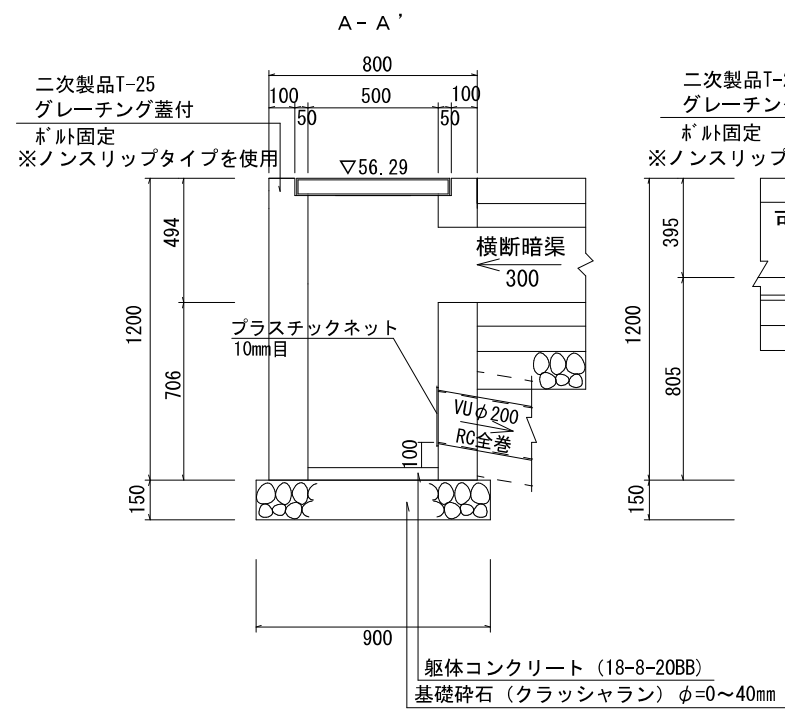 A-A'
800
100 500 100
50 50
二次製品T-25
グレーチング蓋付
ボルト固定
※ノンスリップタイプを使用
▽56.29
494
706
1200
150
横断暗渠
300
プラスチックネット
10mm目
VUφ200
RC全巻
100
900
躯体コンクリート (18-8-20BB)
基礎砕石 (クラッシャラン) φ=0～40mm
二次製品T-
グレーチン
ボルト固定
※ノンスリップ
395
805
1200
150